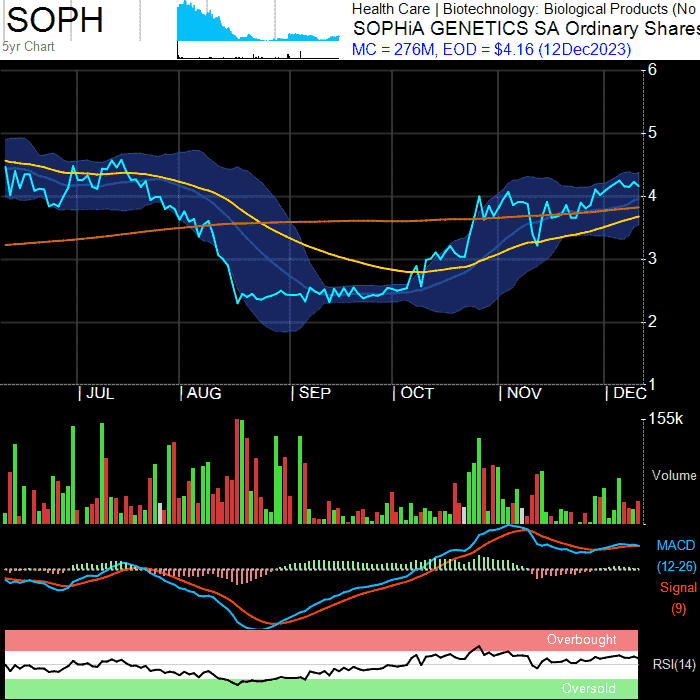 SOPH
5yr Chart
Health Care | Biotechnology: Biological Products (No
SOPHiA GENETICS SA Ordinary Shares
MC = 276M, EOD = $4.16 (12Dec2023)
6
5
4
3
2
1
| JUL | AUG | SEP | OCT | NOV | DEC
155k
Volume
MACD
(12-26)
Signal
(9)
Overbought
RSI(14)
Oversold